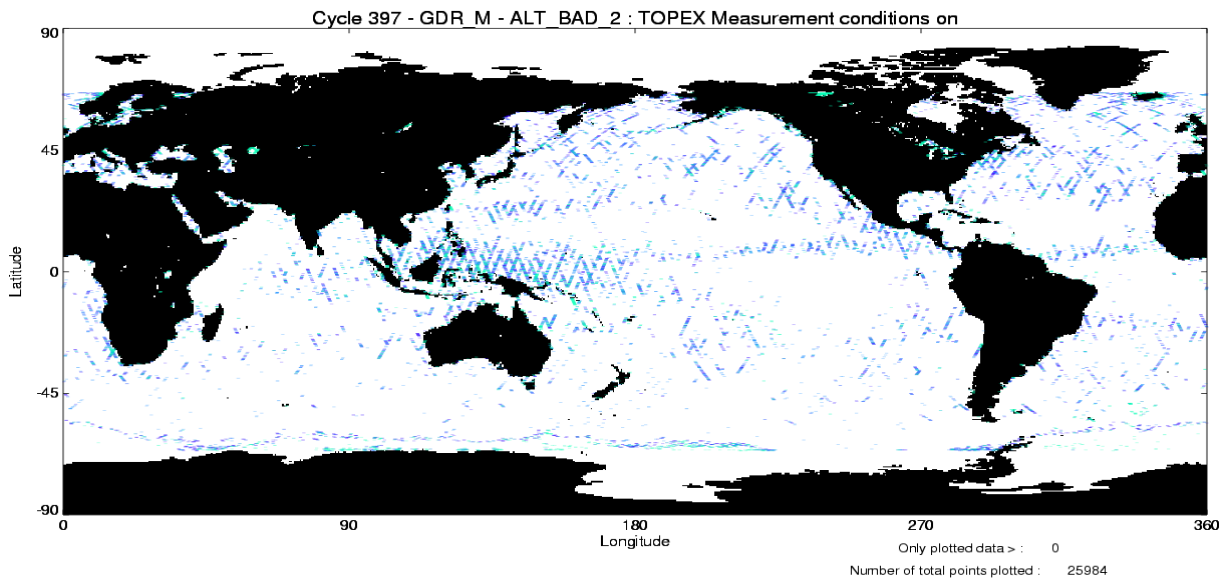 Cycle 397 - GDR_M - ALT_BAD_2 : TOPEX Measurement conditions on
90
45
0
-45
-90
Latitude
0 90 180 270 360
Longitude
Only plotted data > : 0
Number of total points plotted : 25984